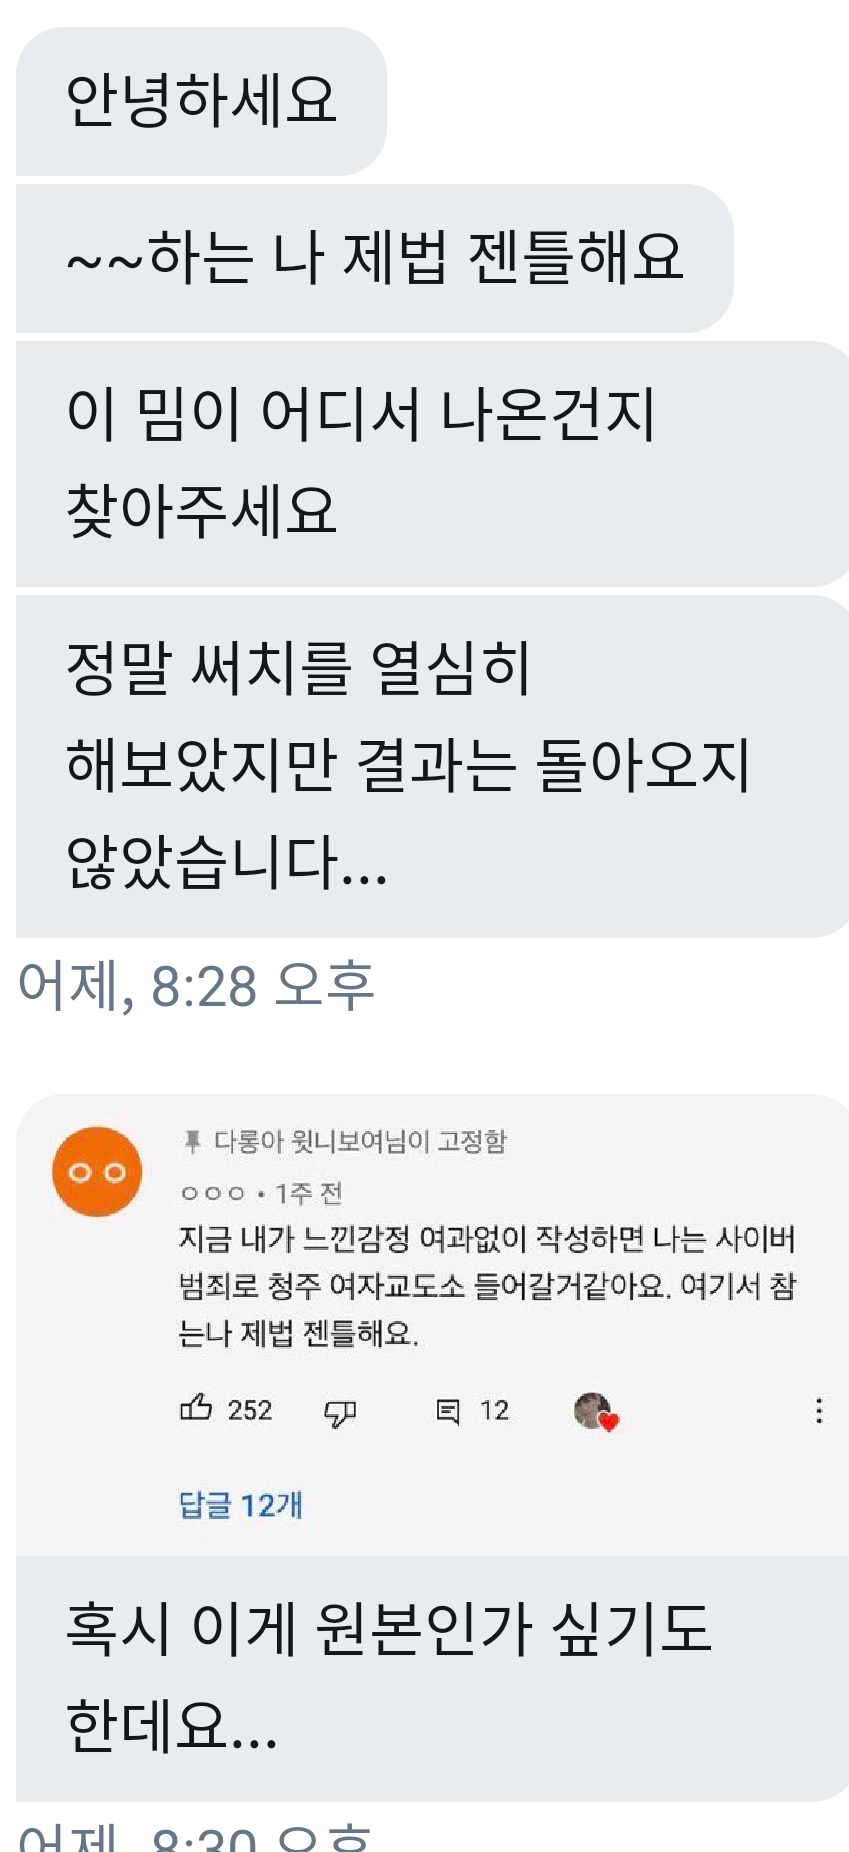 안녕하세요
~~하는 나 제법 젠틀해요
이 밈이 어디서 나온건지
찾아주세요
정말 써치를 열심히
해보았지만 결과는 돌아오지
않았습니다...
어제, 8:28 오후
다롱아 윗니보여님이 고정함
ㅇㅇㅇ • 1주 전
지금 내가 느낀감정 여과없이 작성하면 나는 사이버
범죄로 청주 여자교도소 들어갈거같아요. 여기서 참
는나 제법 젠틀해요.
252 12
답글 12개
혹시 이게 원본인가 싶기도
한데요...
어제, 8:30 오후